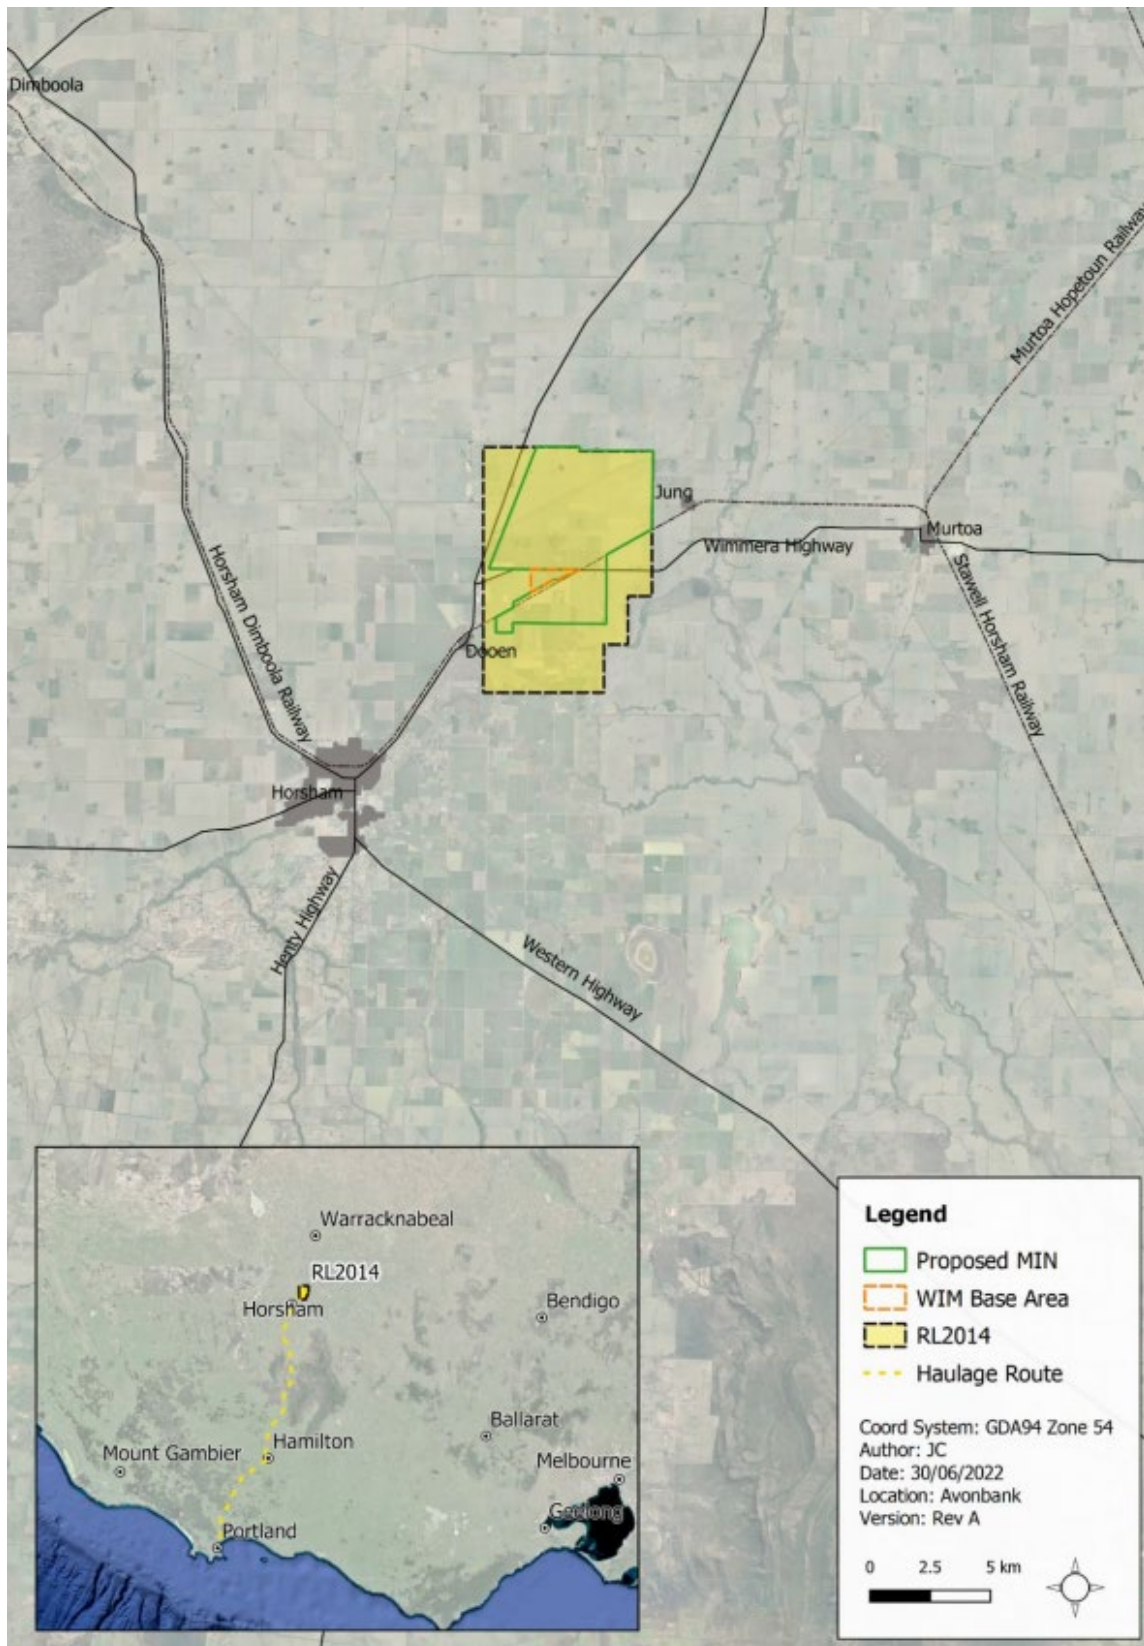 Dimboola
Murtoa Hopetoun Railway
Jung
Murtoa
Wimmera Highway
Horsham Dimboola Railway
Dooen
Stawell Horsham Railway
Horsham
Henty Highway
Western Highway
Warracknabeal
RL2014
Horsham
Bendigo
Ballarat
Hamilton
Mount Gambier
Melbourne
Geelong
Portland
Legend
Proposed MIN
WIM Base Area
RL2014
Haulage Route
Coord System: GDA94 Zone 54
Author: JC
Date: 30/06/2022
Location: Avonbank
Version: Rev A
0 2.5 5 km